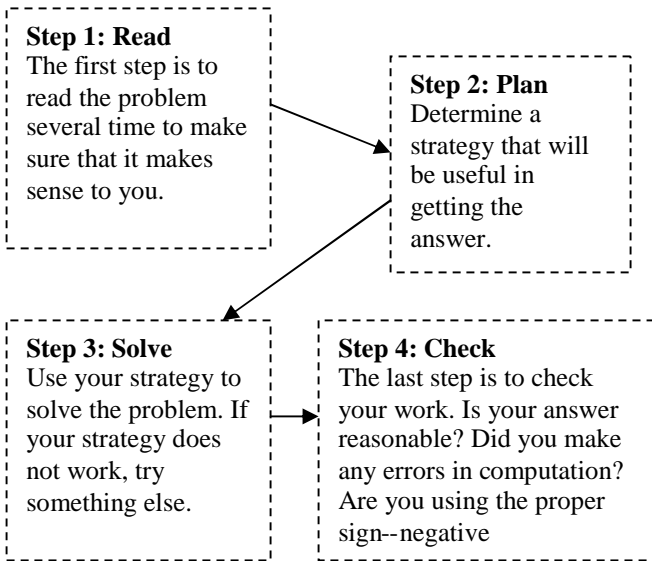 Step 1: Read
The first step is to
read the problem
several time to make
sure that it makes
sense to you.
Step 2: Plan
Determine a
strategy that will
be useful in
getting the
answer.
Step 3: Solve
Use your strategy to
solve the problem. If
your strategy does
not work, try
something else.
Step 4: Check
The last step is to check
your work. Is your answer
reasonable? Did you make
any errors in computation?
Are you using the proper
sign--negative